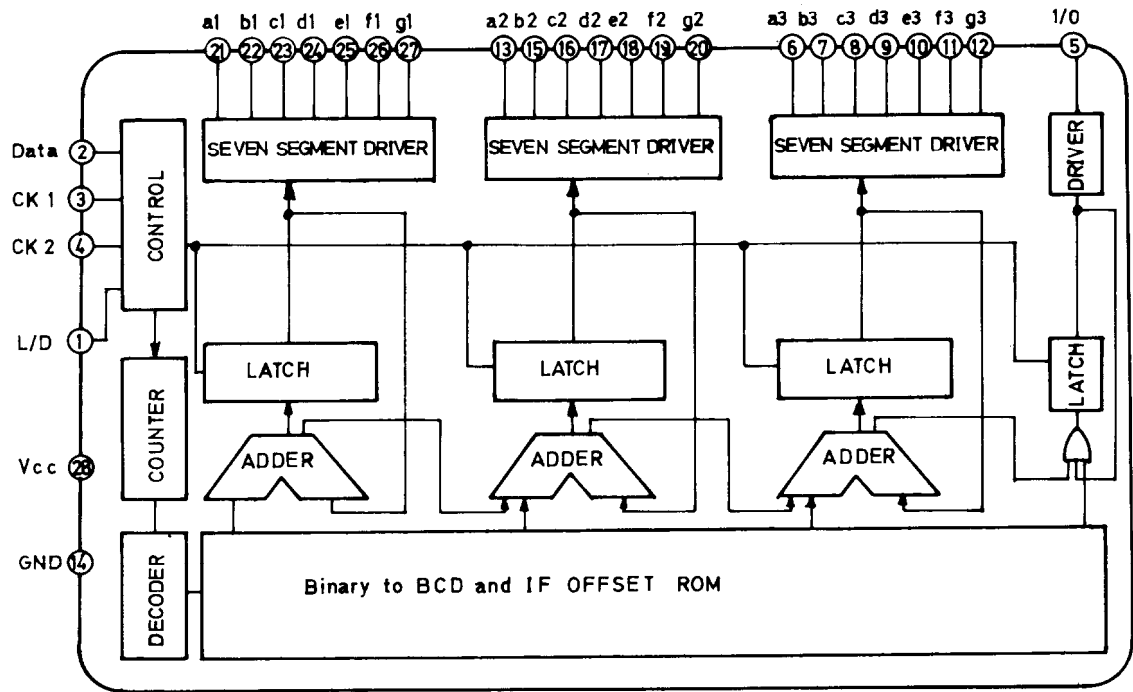 a1 b1 c1 d1 e1 f1 g1 a2 b2 c2 d2 e2 f2 g2 a3 b3 c3 d3 e3 f3 g3 1/0
21 22 23 24 25 26 27 13 15 16 17 18 19 20 6 7 8 9 10 11 12 5
SEVEN SEGMENT DRIVER SEVEN SEGMENT DRIVER SEVEN SEGMENT DRIVER DRIVER
Data 2
CK 1 3
CK 2 4
CONTROL
L/D 1
LATCH LATCH LATCH LATCH
COUNTER
ADDER ADDER ADDER
Vcc 28
GND 14
DECODER
Binary to BCD and IF OFFSET ROM